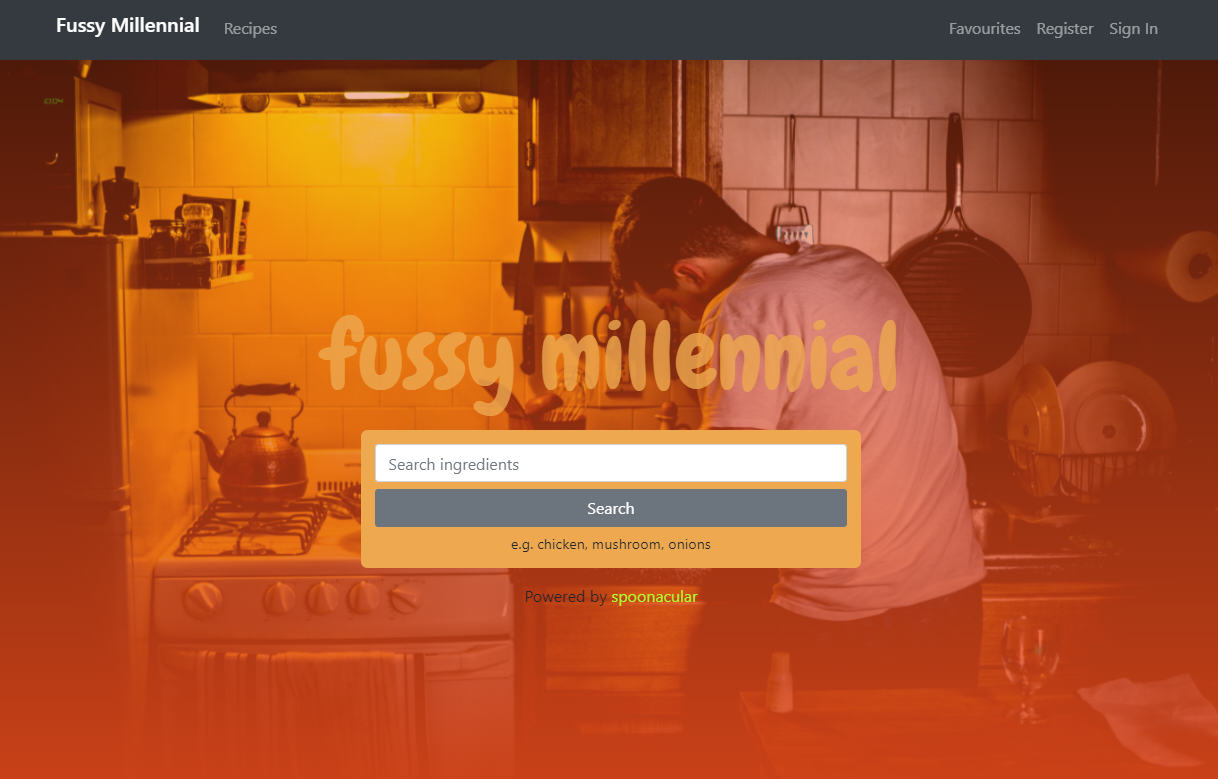 Fussy Millennial Recipes Favourites Register Sign In
fussy millennial
Search ingredients
Search
e.g. chicken, mushroom, onions
Powered by spoonacular